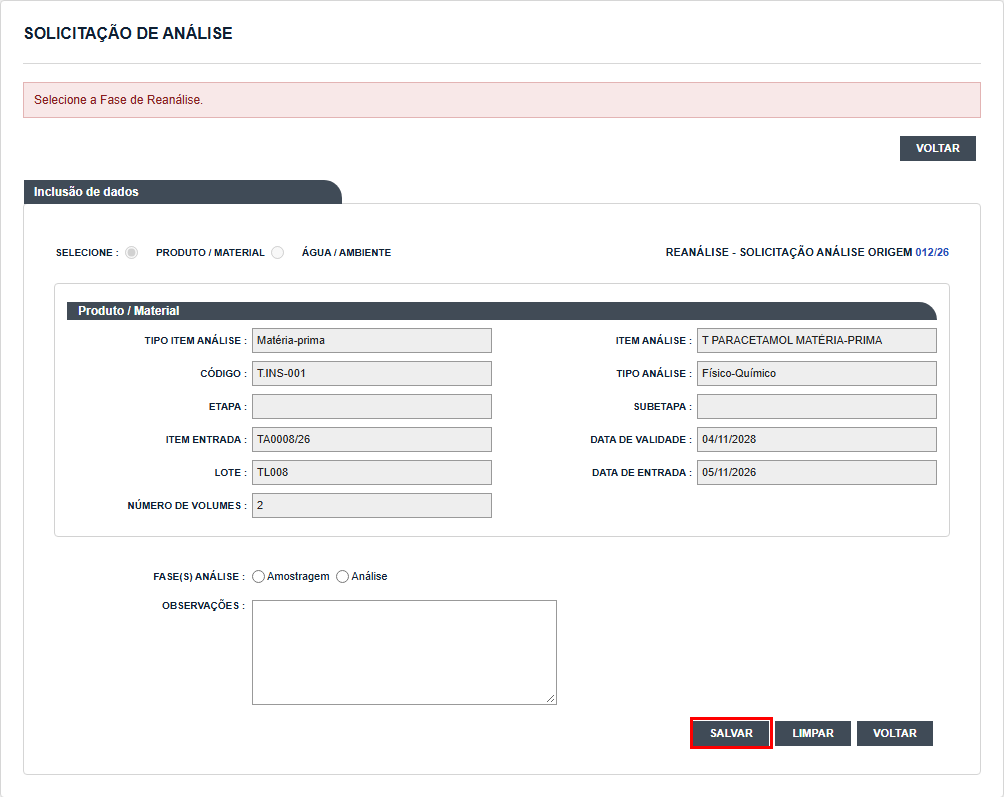 SOLICITAÇÃO DE ANÁLISE
Selecione a Fase de Reanálise.
VOLTAR
Inclusão de dados
SELECIONE : PRODUTO / MATERIAL ÁGUA / AMBIENTE REANÁLISE - SOLICITAÇÃO ANÁLISE ORIGEM 012/26
Produto / Material
TIPO ITEM ANÁLISE : Matéria-prima ITEM ANÁLISE : T PARACETAMOL MATÉRIA-PRIMA
CÓDIGO : T.INS-001 TIPO ANÁLISE : Físico-Químico
ETAPA : SUBETAPA :
ITEM ENTRADA : TA0008/26 DATA DE VALIDADE : 04/11/2028
LOTE : TL008 DATA DE ENTRADA : 05/11/2026
NÚMERO DE VOLUMES : 2
FASE(S) ANÁLISE : Amostragem Análise
OBSERVAÇÕES :
SALVAR LIMPAR VOLTAR